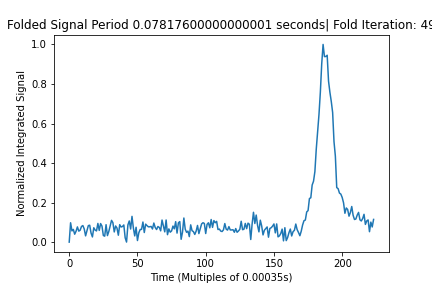 Folded Signal Period 0.07817600000000001 seconds| Fold Iteration: 49
1.0
0.8
0.6
0.4
0.2
0.0
Normalized Integrated Signal
0 50 100 150 200
Time (Multiples of 0.00035s)